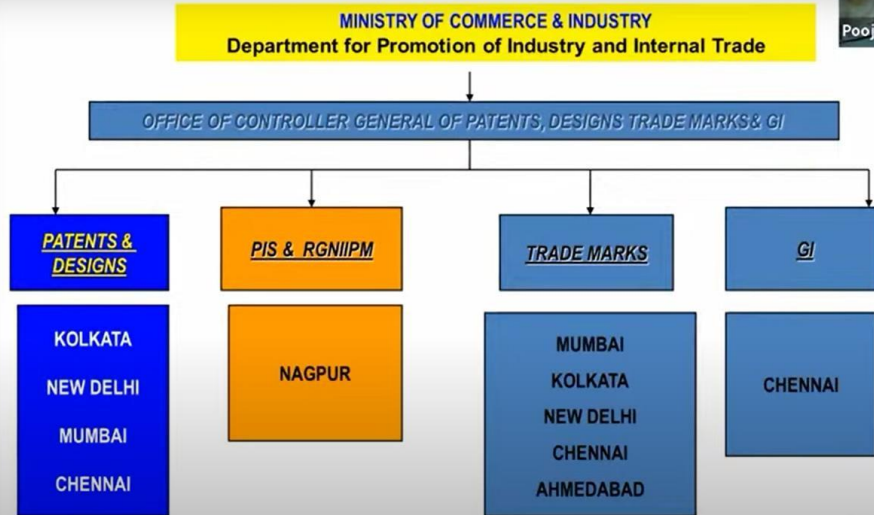 MINISTRY OF COMMERCE & INDUSTRY
Department for Promotion of Industry and Internal Trade
OFFICE OF CONTROLLER GENERAL OF PATENTS, DESIGNS TRADE MARKS& GI
PATENTS &
DESIGNS
KOLKATA
NEW DELHI
MUMBAI
CHENNAI
PIS & RGNIIPM
NAGPUR
TRADE MARKS
MUMBAI
KOLKATA
NEW DELHI
CHENNAI
AHMEDABAD
GI
CHENNAI